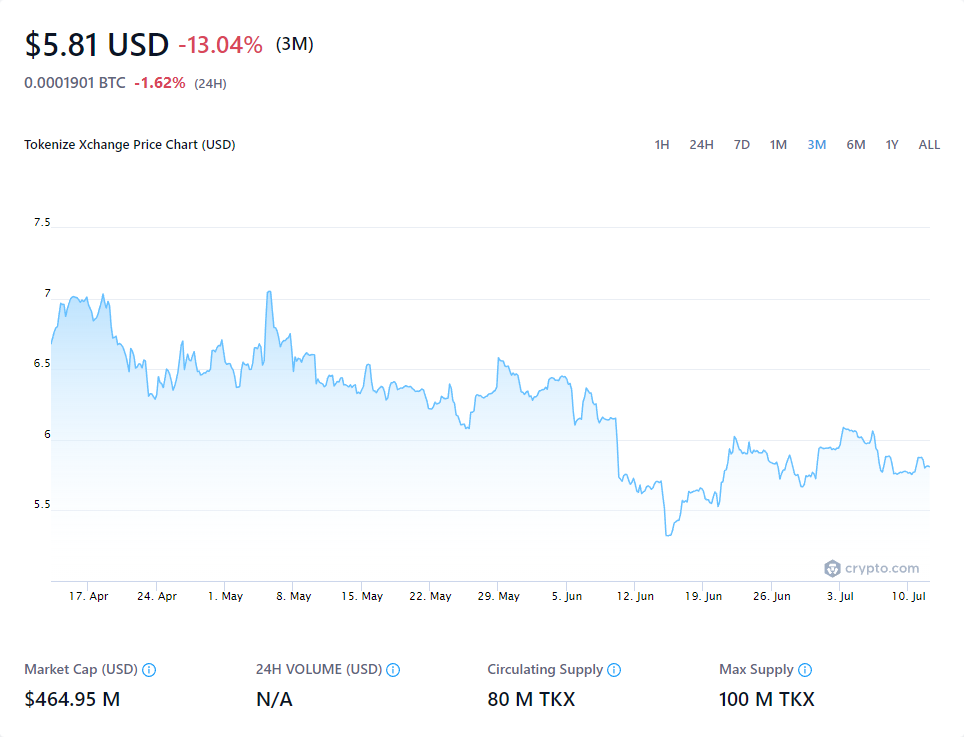 $5.81 USD -13.04% (3M)
0.0001901 BTC -1.62% (24H)
Tokenize Xchange Price Chart (USD) 1H 24H 7D 1M 3M 6M 1Y ALL
7.5
7
6.5
6
5.5
crypto.com
17. Apr 24. Apr 1. May 8. May 15. May 22. May 29. May 5. Jun 12. Jun 19. Jun 26. Jun 3. Jul 10. Jul
Market Cap (USD) 24H VOLUME (USD) Circulating Supply Max Supply
$464.95 M N/A 80 M TKX 100 M TKX